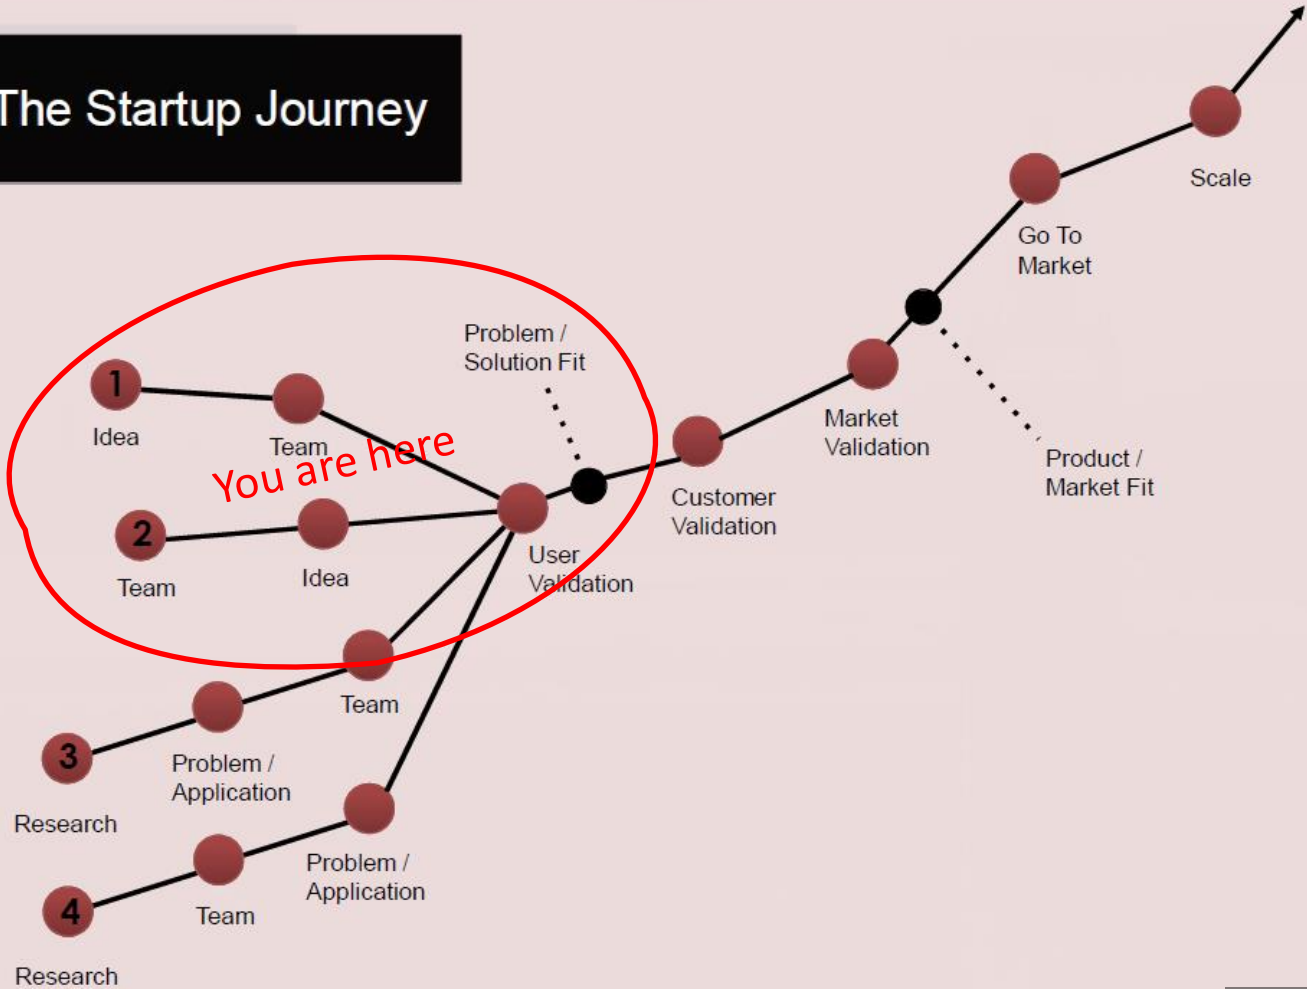 The Startup Journey
Scale
Go To
Market
Problem /
Solution Fit
1
Idea
Team
You are here
Market
Validation
Product /
Market Fit
Customer
Validation
2
Team
Idea
User
Validation
Team
3
Problem /
Application
Research
Problem /
Application
4
Team
Research